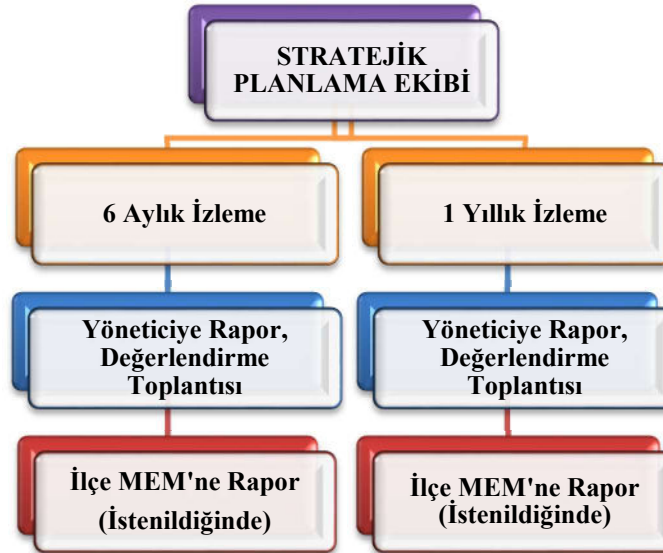 STRATEJİK
PLANLAMA EKİBİ
6 Aylık İzleme
Yöneticiye Rapor,
Değerlendirme
Toplantısı
İlçe MEM'ne Rapor
(İstenildiğinde)
1 Yıllık İzleme
Yöneticiye Rapor,
Değerlendirme
Toplantısı
İlçe MEM'ne Rapor
(İstenildiğinde)